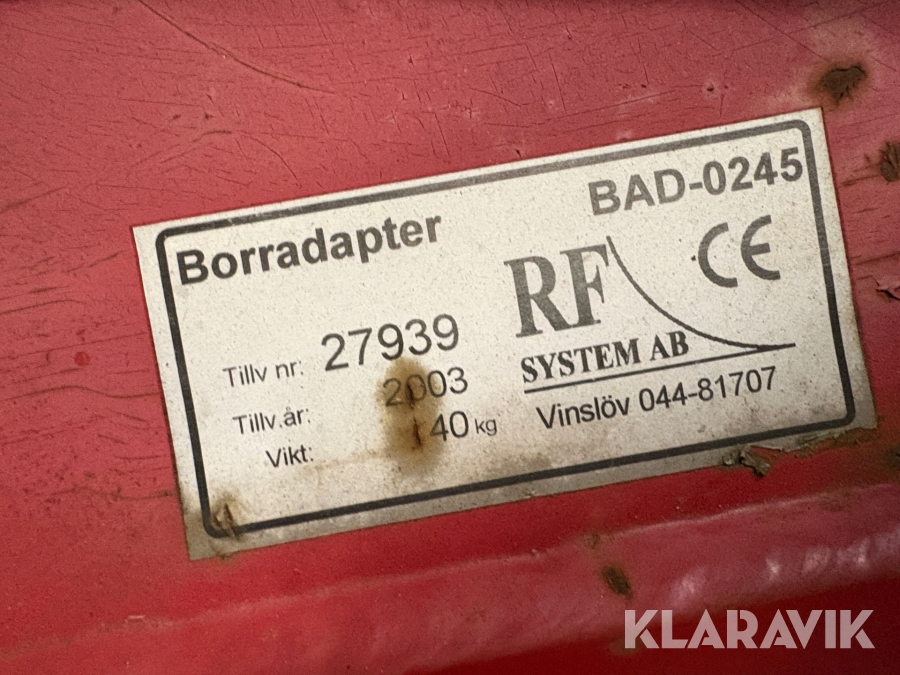 Borradapter BAD-0245
CE
RF
SYSTEM AB
Vinslöv 044-81707
Tillv nr: 27939
Tillv.år: 2003
Vikt: 40 kg
KLARAVIK